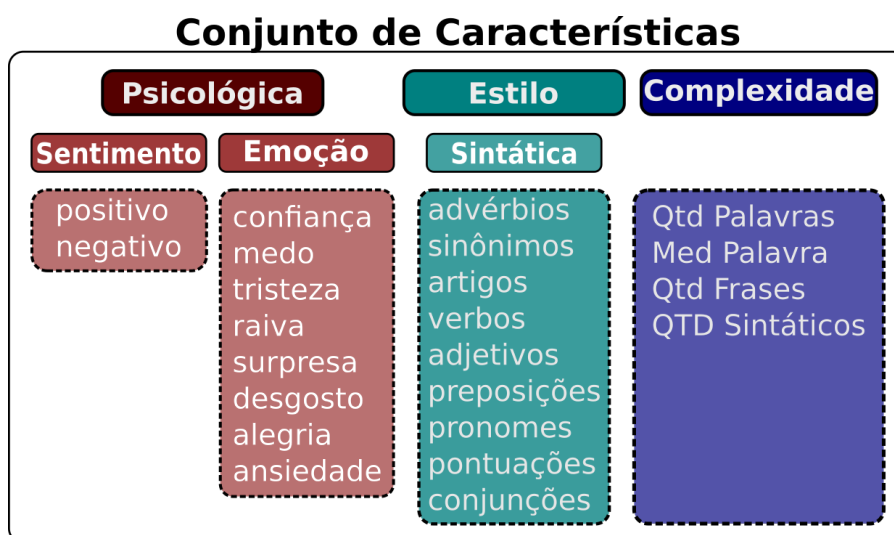 Conjunto de Características
Psicológica
Estilo
Complexidade
Sentimento
Emoção
Sintática
positivo
negativo
confiança
medo
tristeza
raiva
surpresa
desgosto
alegria
ansiedade
advérbios
sinônimos
artigos
verbos
adjetivos
preposições
pronomes
pontuações
conjunções
Qtd Palavras
Med Palavra
Qtd Frases
QTD Sintáticos